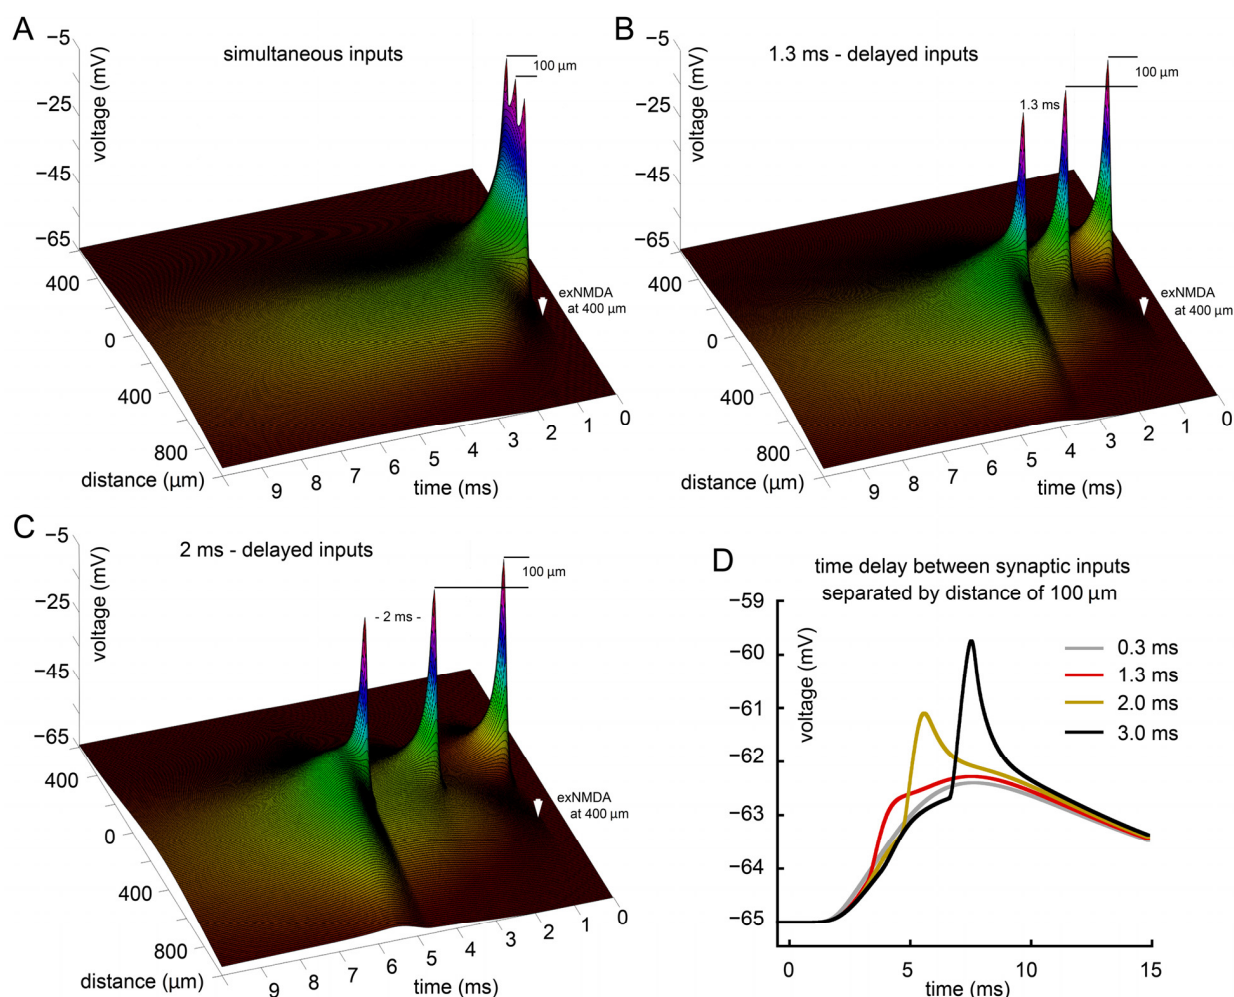 A
simultaneous inputs
−5
−25
−45
−65
voltage (mV)
100 µm
exNMDA
at 400 µm
400
0
400
800
distance (µm)
9
8
7
6
5
4
3
2
1
0
time (ms)
B
1.3 ms - delayed inputs
−5
−25
−45
−65
voltage (mV)
100 µm
1.3 ms
exNMDA
at 400 µm
400
0
400
800
distance (µm)
9
8
7
6
5
4
3
2
1
0
time (ms)
C
2 ms - delayed inputs
−5
−25
−45
−65
voltage (mV)
100 µm
- 2 ms -
exNMDA
at 400 µm
400
0
400
800
distance (µm)
9
8
7
6
5
4
3
2
1
0
time (ms)
D
time delay between synaptic inputs
separated by distance of 100 µm
−59
−60
−61
−62
−63
−64
−65
voltage (mV)
0.3 ms
1.3 ms
2.0 ms
3.0 ms
0
5
10
15
time (ms)